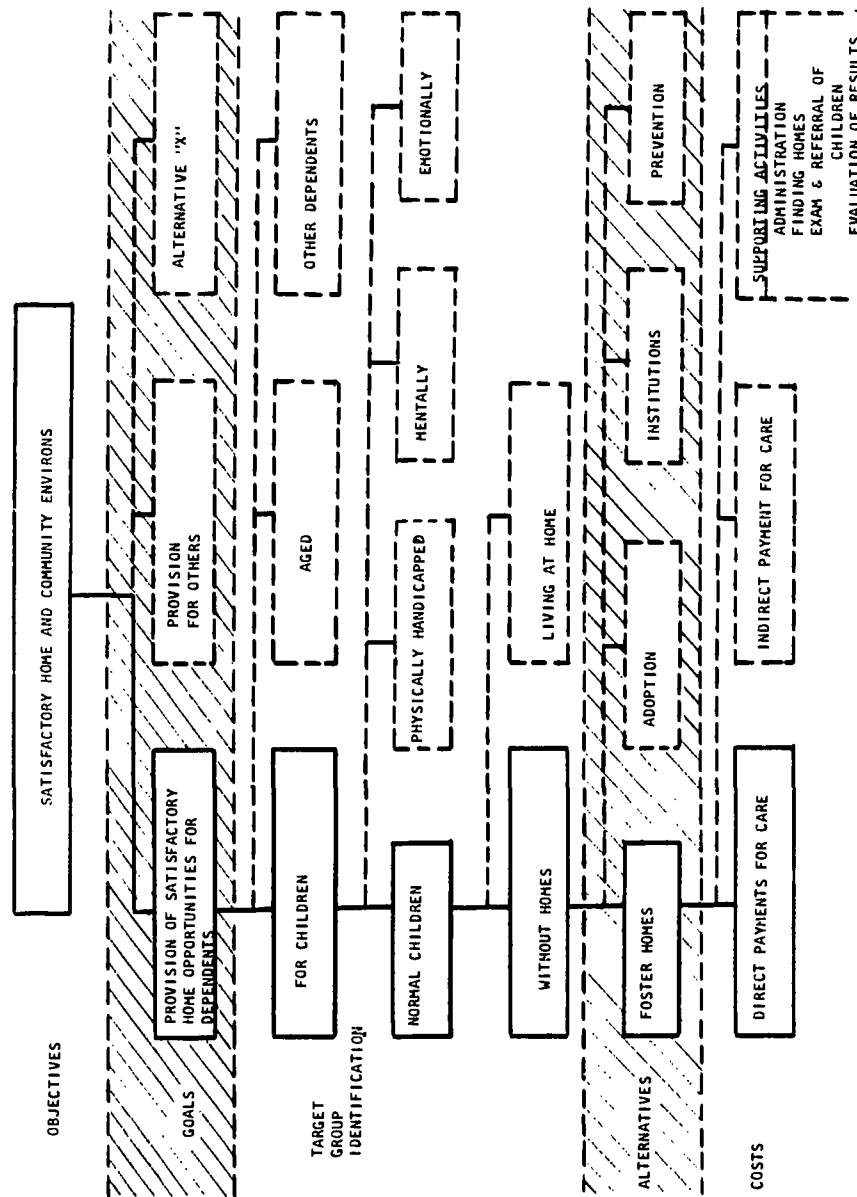 OBJECTIVES
SATISFACTORY HOME AND COMMUNITY ENVIRONS
GOALS
PROVISION OF SATISFACTORY
HOME OPPORTUNITIES FOR
DEPENDENTS
PROVISION
FOR OTHERS
ALTERNATIVE "X"
TARGET
GROUP
IDENTIFICATION
FOR CHILDREN
AGED
OTHER DEPENDENTS
NORMAL CHILDREN
PHYSICALLY HANDICAPPED
MENTALLY
EMOTIONALLY
WITHOUT HOMES
LIVING AT HOME
ALTERNATIVES
FOSTER HOMES
ADOPTION
INSTITUTIONS
PREVENTION
COSTS
DIRECT PAYMENTS FOR CARE
INDIRECT PAYMENT FOR CARE
SUPPORTING ACTIVITIES
ADMINISTRATION
FINDING HOMES
EXAM & REFERRAL OF
CHILDREN
EVALUATION OF RESULTS